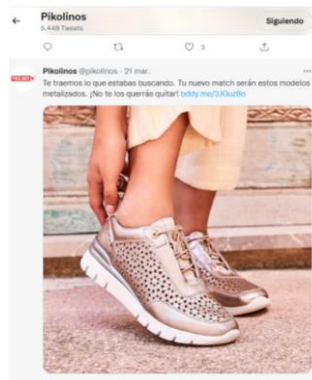 Pikolinos
5.448 Tweets
Siguiendo
3
Pikolinos @pikolinos · 21 mar.
Te traemos lo que estabas buscando. Tu nuevo match serán estos modelos
metalizados. ¡No te los querrás quitar!